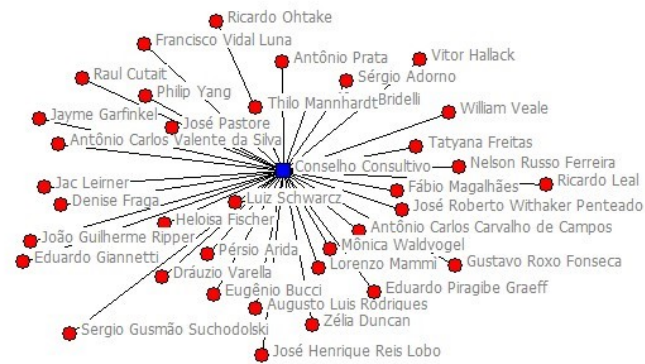 Ricardo Ohtake
Francisco Vidal Luna
Antônio Prata
Vitor Hallack
Raul Cutait
Sérgio Adorno
Philip Yang
Thilo Mannhardt
Bridelli
William Veale
Jayme Garfinkel
José Pastore
Antônio Carlos Valente da Silva
Tatyana Freitas
Conselho Consultivo
Nelson Russo Ferreira
Jac Leirner
Fábio Magalhães
Ricardo Leal
Denise Fraga
Luiz Schwarcz
José Roberto Withaker Penteado
Heloisa Fischer
Antônio Carlos Carvalho de Campos
João Guilherme Ripper
Pérsio Arida
Mônica Waldvogel
Eduardo Giannetti
Lorenzo Mammi
Gustavo Roxo Fonseca
Dráuzio Varella
Eugênio Bucci
Eduardo Piragibe Graeff
Augusto Luis Rodrigues
Sergio Gusmão Suchodolski
Zélia Duncan
José Henrique Reis Lobo